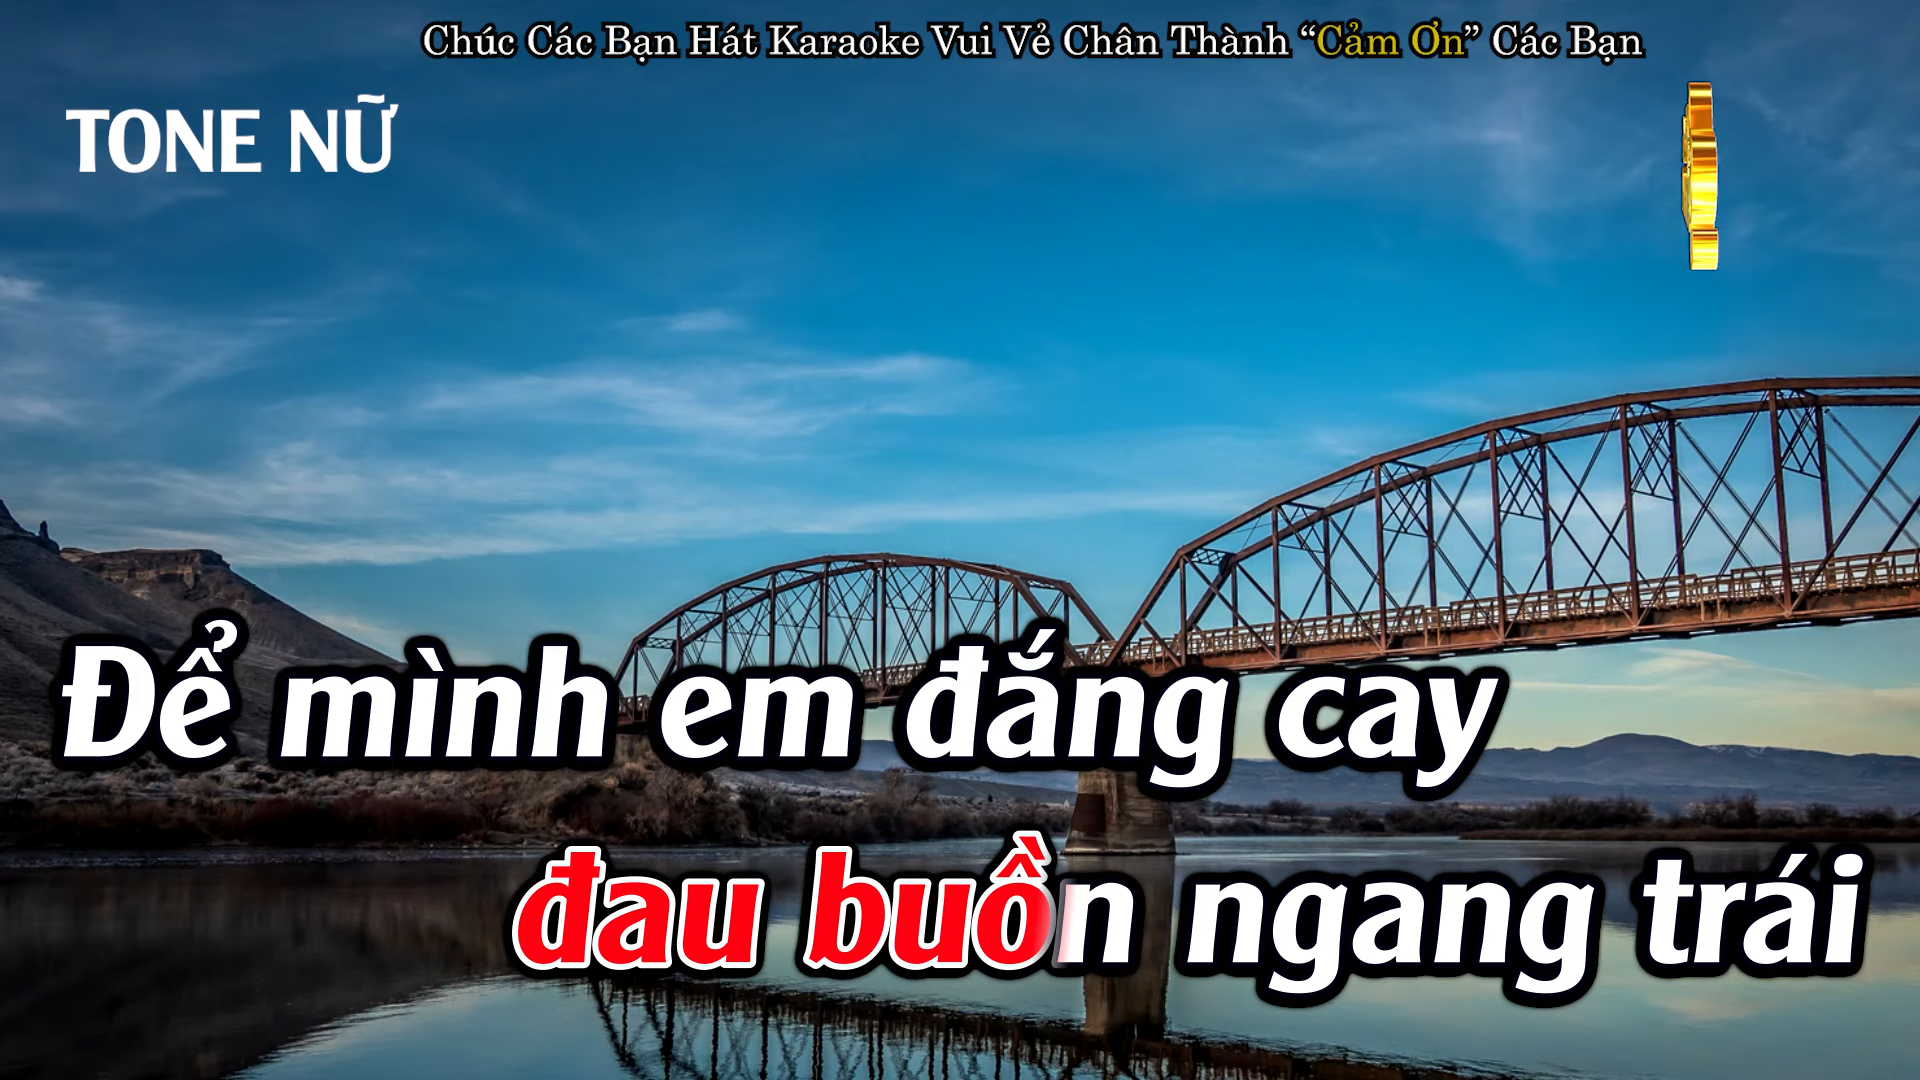 Chúc Các Bạn Hát Karaoke Vui Vẻ Chân Thành “Cảm Ơn” Các Bạn
TONE NỮ
Để mình em đắng cay
đau buồn ngang trái